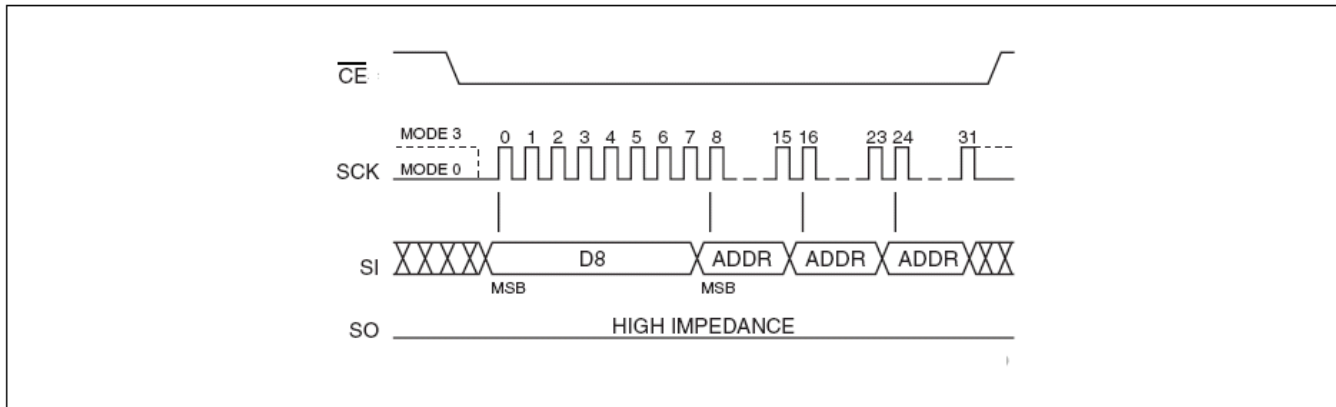 CE
MODE 3
0 1 2 3 4 5 6 7 8 15 16 23 24 31
SCK MODE 0
SI D8 ADDR ADDR ADDR
MSB MSB
SO HIGH IMPEDANCE